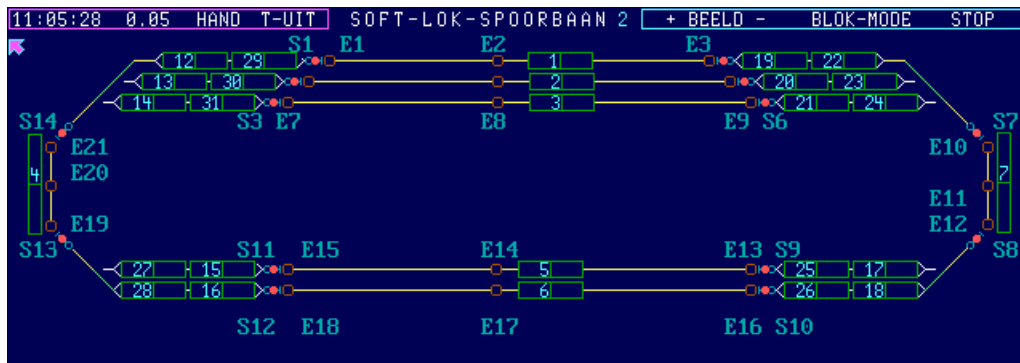 11:05:28 0.05 HAND T-UIT SOFT-LOK-SPOORBAAN 2 + BEELD - BLOK-MODE STOP
S1 E1 E2 E3
12 29 1 19 22
13 30 2 20 23
14 31 3 21 24
S14 S3 E7 E8 E9 S6 S7
E21 E10
4 E20 7
E11
E19 E12
S13 S11 E15 E14 E13 S9 S8
27 15 5 25 17
28 16 6 26 18
S12 E18 E17 E16 S10